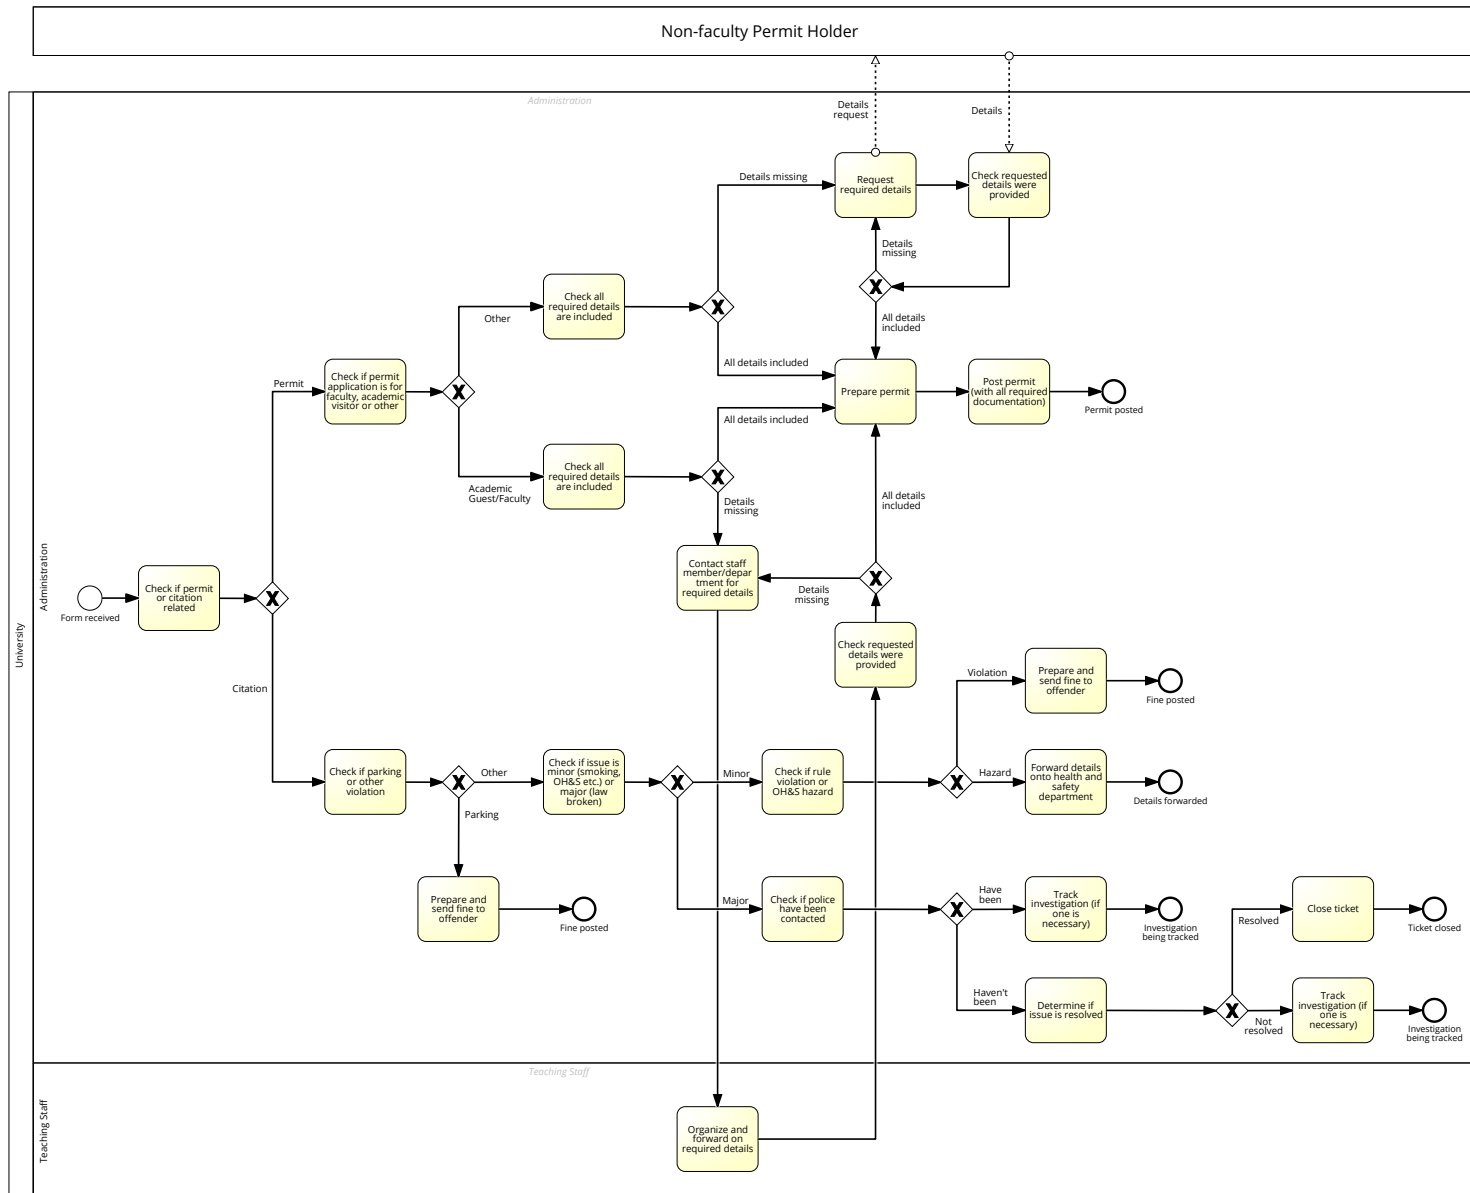 Non-faculty Permit Holder
Administration
Details
request
Details
Request
required details
Check requested
details were
provided
Details missing
Details
missing
Check all
required details
are included
Other
All details
included
All details included
Check if permit
application is for
faculty, academic
visitor or other
Permit
Prepare permit
Post permit
(with all required
documentation)
Permit posted
All details included
Check all
required details
are included
Academic
Guest/Faculty
Details
missing
All details
included
Administration
University
Form received
Check if permit
or citation
related
Contact staff
member/depar
tment for
required details
Details
missing
Check requested
details were
provided
Citation
Violation
Prepare and
send fine to
offender
Fine posted
Check if parking
or other
violation
Other
Check if issue is
minor (smoking,
OH&S etc.) or
major (law
broken)
Minor
Check if rule
violation or
OH&S hazard
Hazard
Forward details
onto health and
safety
department
Details forwarded
Parking
Prepare and
send fine to
offender
Fine posted
Major
Check if police
have been
contacted
Have
been
Track
investigation (if
one is
necessary)
Investigation
being tracked
Resolved
Close ticket
Ticket closed
Haven't
been
Determine if
issue is resolved
Not
resolved
Track
investigation (if
one is
necessary)
Investigation
being tracked
Teaching Staff
Teaching Staff
Organize and
forward on
required details